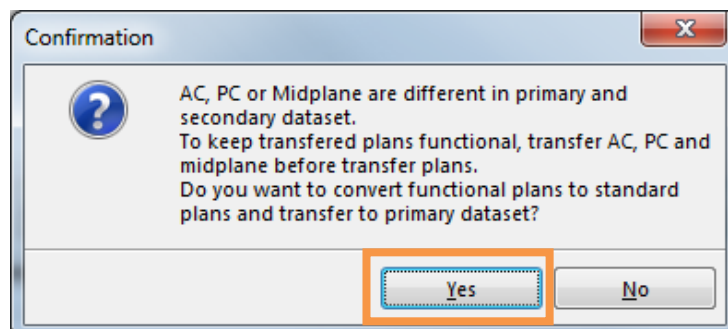 Confirmation
AC, PC or Midplane are different in primary and
secondary dataset.
To keep transfered plans functional, transfer AC, PC and
midplane before transfer plans.
Do you want to convert functional plans to standard
plans and transfer to primary dataset?
Yes
No